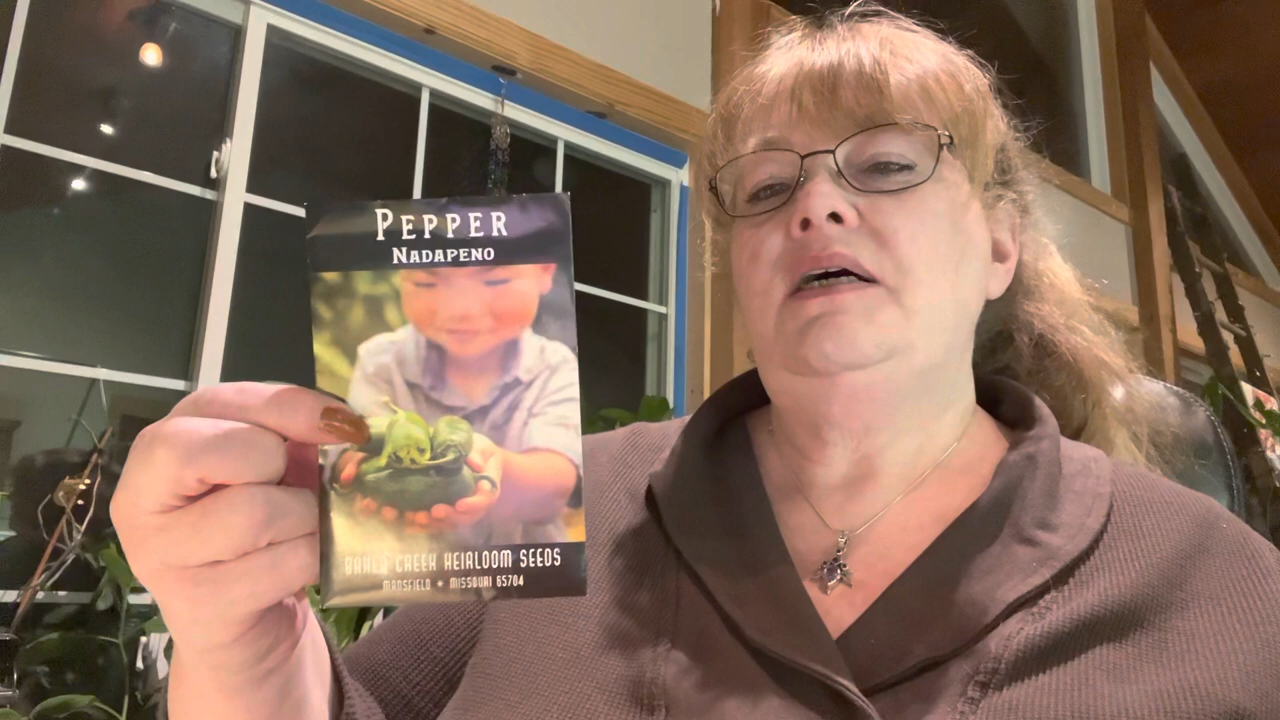 PEPPER
NADAPENO
BAKER CREEK HEIRLOOM SEEDS
MANSFIELD * MISSOURI 65704